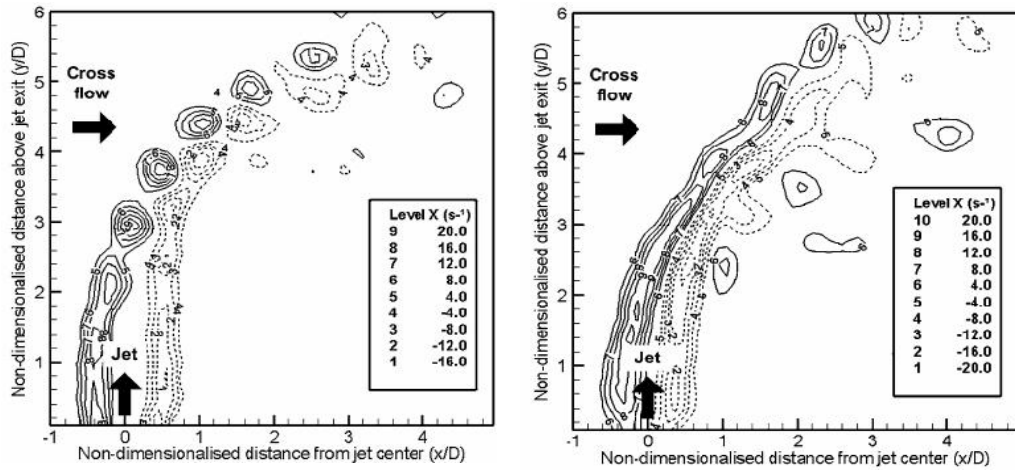 Non-dimensionalised distance above jet exit (y/D)
6
5
4
3
2
1
Cross
flow
Level X (s⁻¹)
9 20.0
8 16.0
7 12.0
6 8.0
5 4.0
4 -4.0
3 -8.0
2 -12.0
1 -16.0
Jet
-1 0 1 2 3 4
Non-dimensionalised distance from jet center (x/D)
Non-dimensionalised distance above jet exit (y/D)
6
5
4
3
2
1
Cross
flow
Level X (s⁻¹)
10 20.0
9 16.0
8 12.0
7 8.0
6 4.0
5 -4.0
4 -8.0
3 -12.0
2 -16.0
1 -20.0
Jet
-1 0 1 2 3 4 5
Non-dimensionalised distance from jet center (x/D)